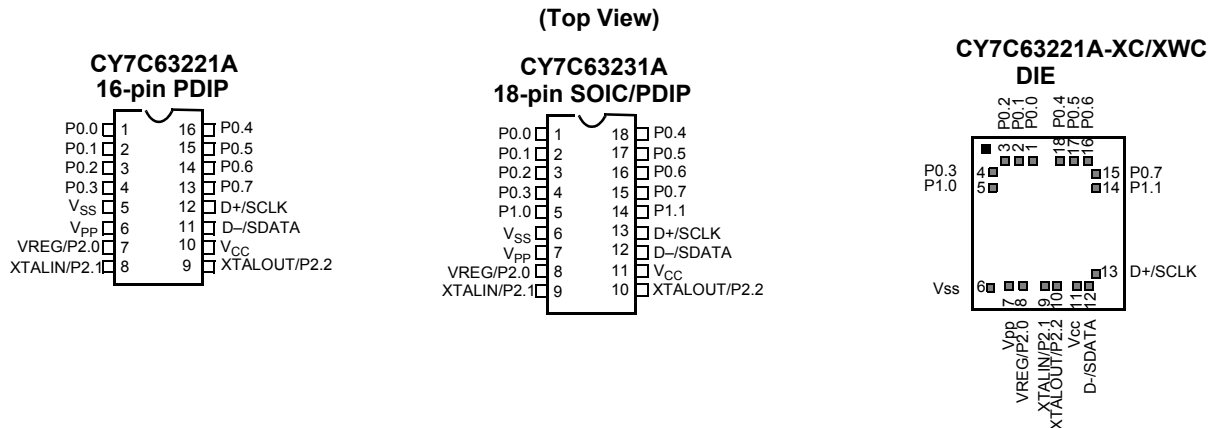 (Top View)
CY7C63221A
16-pin PDIP
P0.0 1 16 P0.4
P0.1 2 15 P0.5
P0.2 3 14 P0.6
P0.3 4 13 P0.7
VSS 5 12 D+/SCLK
VPP 6 11 D–/SDATA
VREG/P2.0 7 10 VCC
XTALIN/P2.1 8 9 XTALOUT/P2.2
CY7C63231A
18-pin SOIC/PDIP
P0.0 1 18 P0.4
P0.1 2 17 P0.5
P0.2 3 16 P0.6
P0.3 4 15 P0.7
P1.0 5 14 P1.1
VSS 6 13 D+/SCLK
VPP 7 12 D–/SDATA
VREG/P2.0 8 11 VCC
XTALIN/P2.1 9 10 XTALOUT/P2.2
CY7C63221A-XC/XWC
DIE
P0.2 P0.1 P0.0 P0.4 P0.5 P0.6
3 2 1 18 17 16
P0.3 4 15 P0.7
P1.0 5 14 P1.1
13 D+/SCLK
Vss 6
7 8 9 10 11 12
Vpp
VREG/P2.0
XTALIN/P2.1
XTALOUT/P2.2
Vcc
D-/SDATA